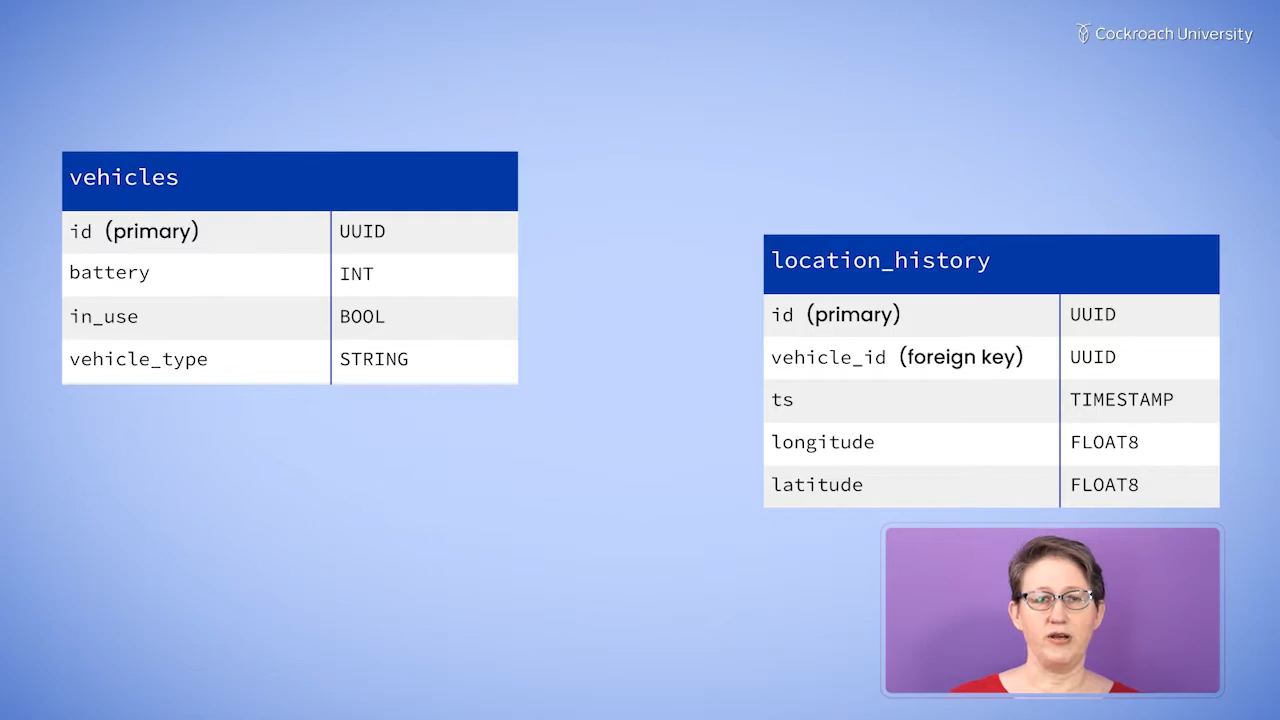 Cockroach University
vehicles
id (primary) UUID
battery INT
in_use BOOL
vehicle_type STRING
location_history
id (primary) UUID
vehicle_id (foreign key) UUID
ts TIMESTAMP
longitude FLOAT8
latitude FLOAT8